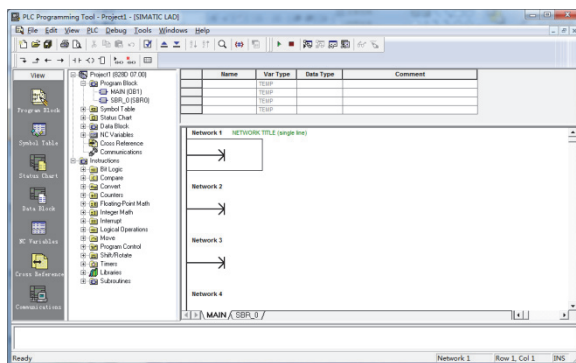 PLC Programming Tool - Project1 - [SIMATIC LAD]
File Edit View PLC Debug Tools Windows Help
View
Program Block
Symbol Table
Status Chart
Data Block
NC Variables
Cross Reference
Communications
Project1 (828D 07.00)
Program Block
MAIN (OB1)
SBR_0 (SBR0)
Symbol Table
Status Chart
Data Block
NC Variables
Cross Reference
Communications
Instructions
Bit Logic
Compare
Convert
Counters
Floating-Point Math
Integer Math
Interrupt
Logical Operations
Move
Program Control
Shift/Rotate
Timers
Libraries
Subroutines
Name Var Type Data Type Comment
TEMP
TEMP
TEMP
TEMP
Network 1 NETWORK TITLE (single line)
Network 2
Network 3
Network 4
MAIN SBR_0
Ready Network 1 Row 1, Col 1 INS